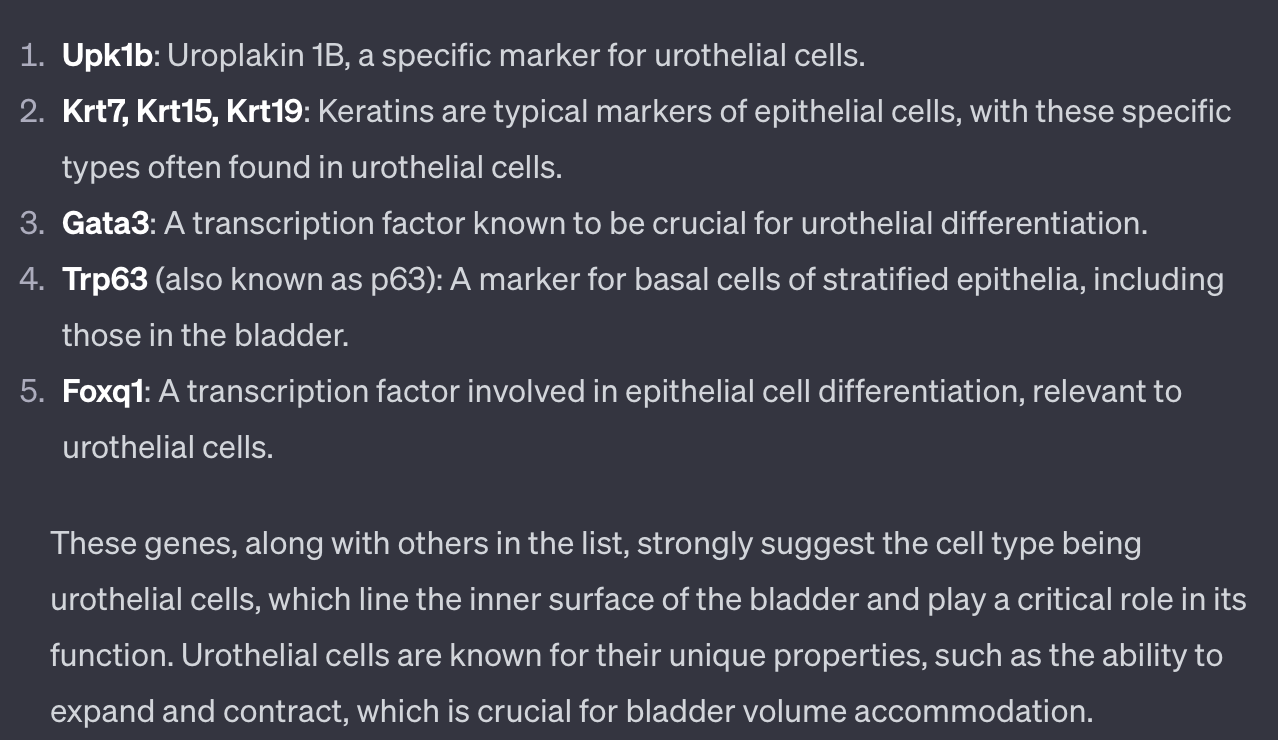 1. Upk1b: Uroplakin 1B, a specific marker for urothelial cells.
2. Krt7, Krt15, Krt19: Keratins are typical markers of epithelial cells, with these specific
types often found in urothelial cells.
3. Gata3: A transcription factor known to be crucial for urothelial differentiation.
4. Trp63 (also known as p63): A marker for basal cells of stratified epithelia, including
those in the bladder.
5. Foxq1: A transcription factor involved in epithelial cell differentiation, relevant to
urothelial cells.
These genes, along with others in the list, strongly suggest the cell type being
urothelial cells, which line the inner surface of the bladder and play a critical role in its
function. Urothelial cells are known for their unique properties, such as the ability to
expand and contract, which is crucial for bladder volume accommodation.